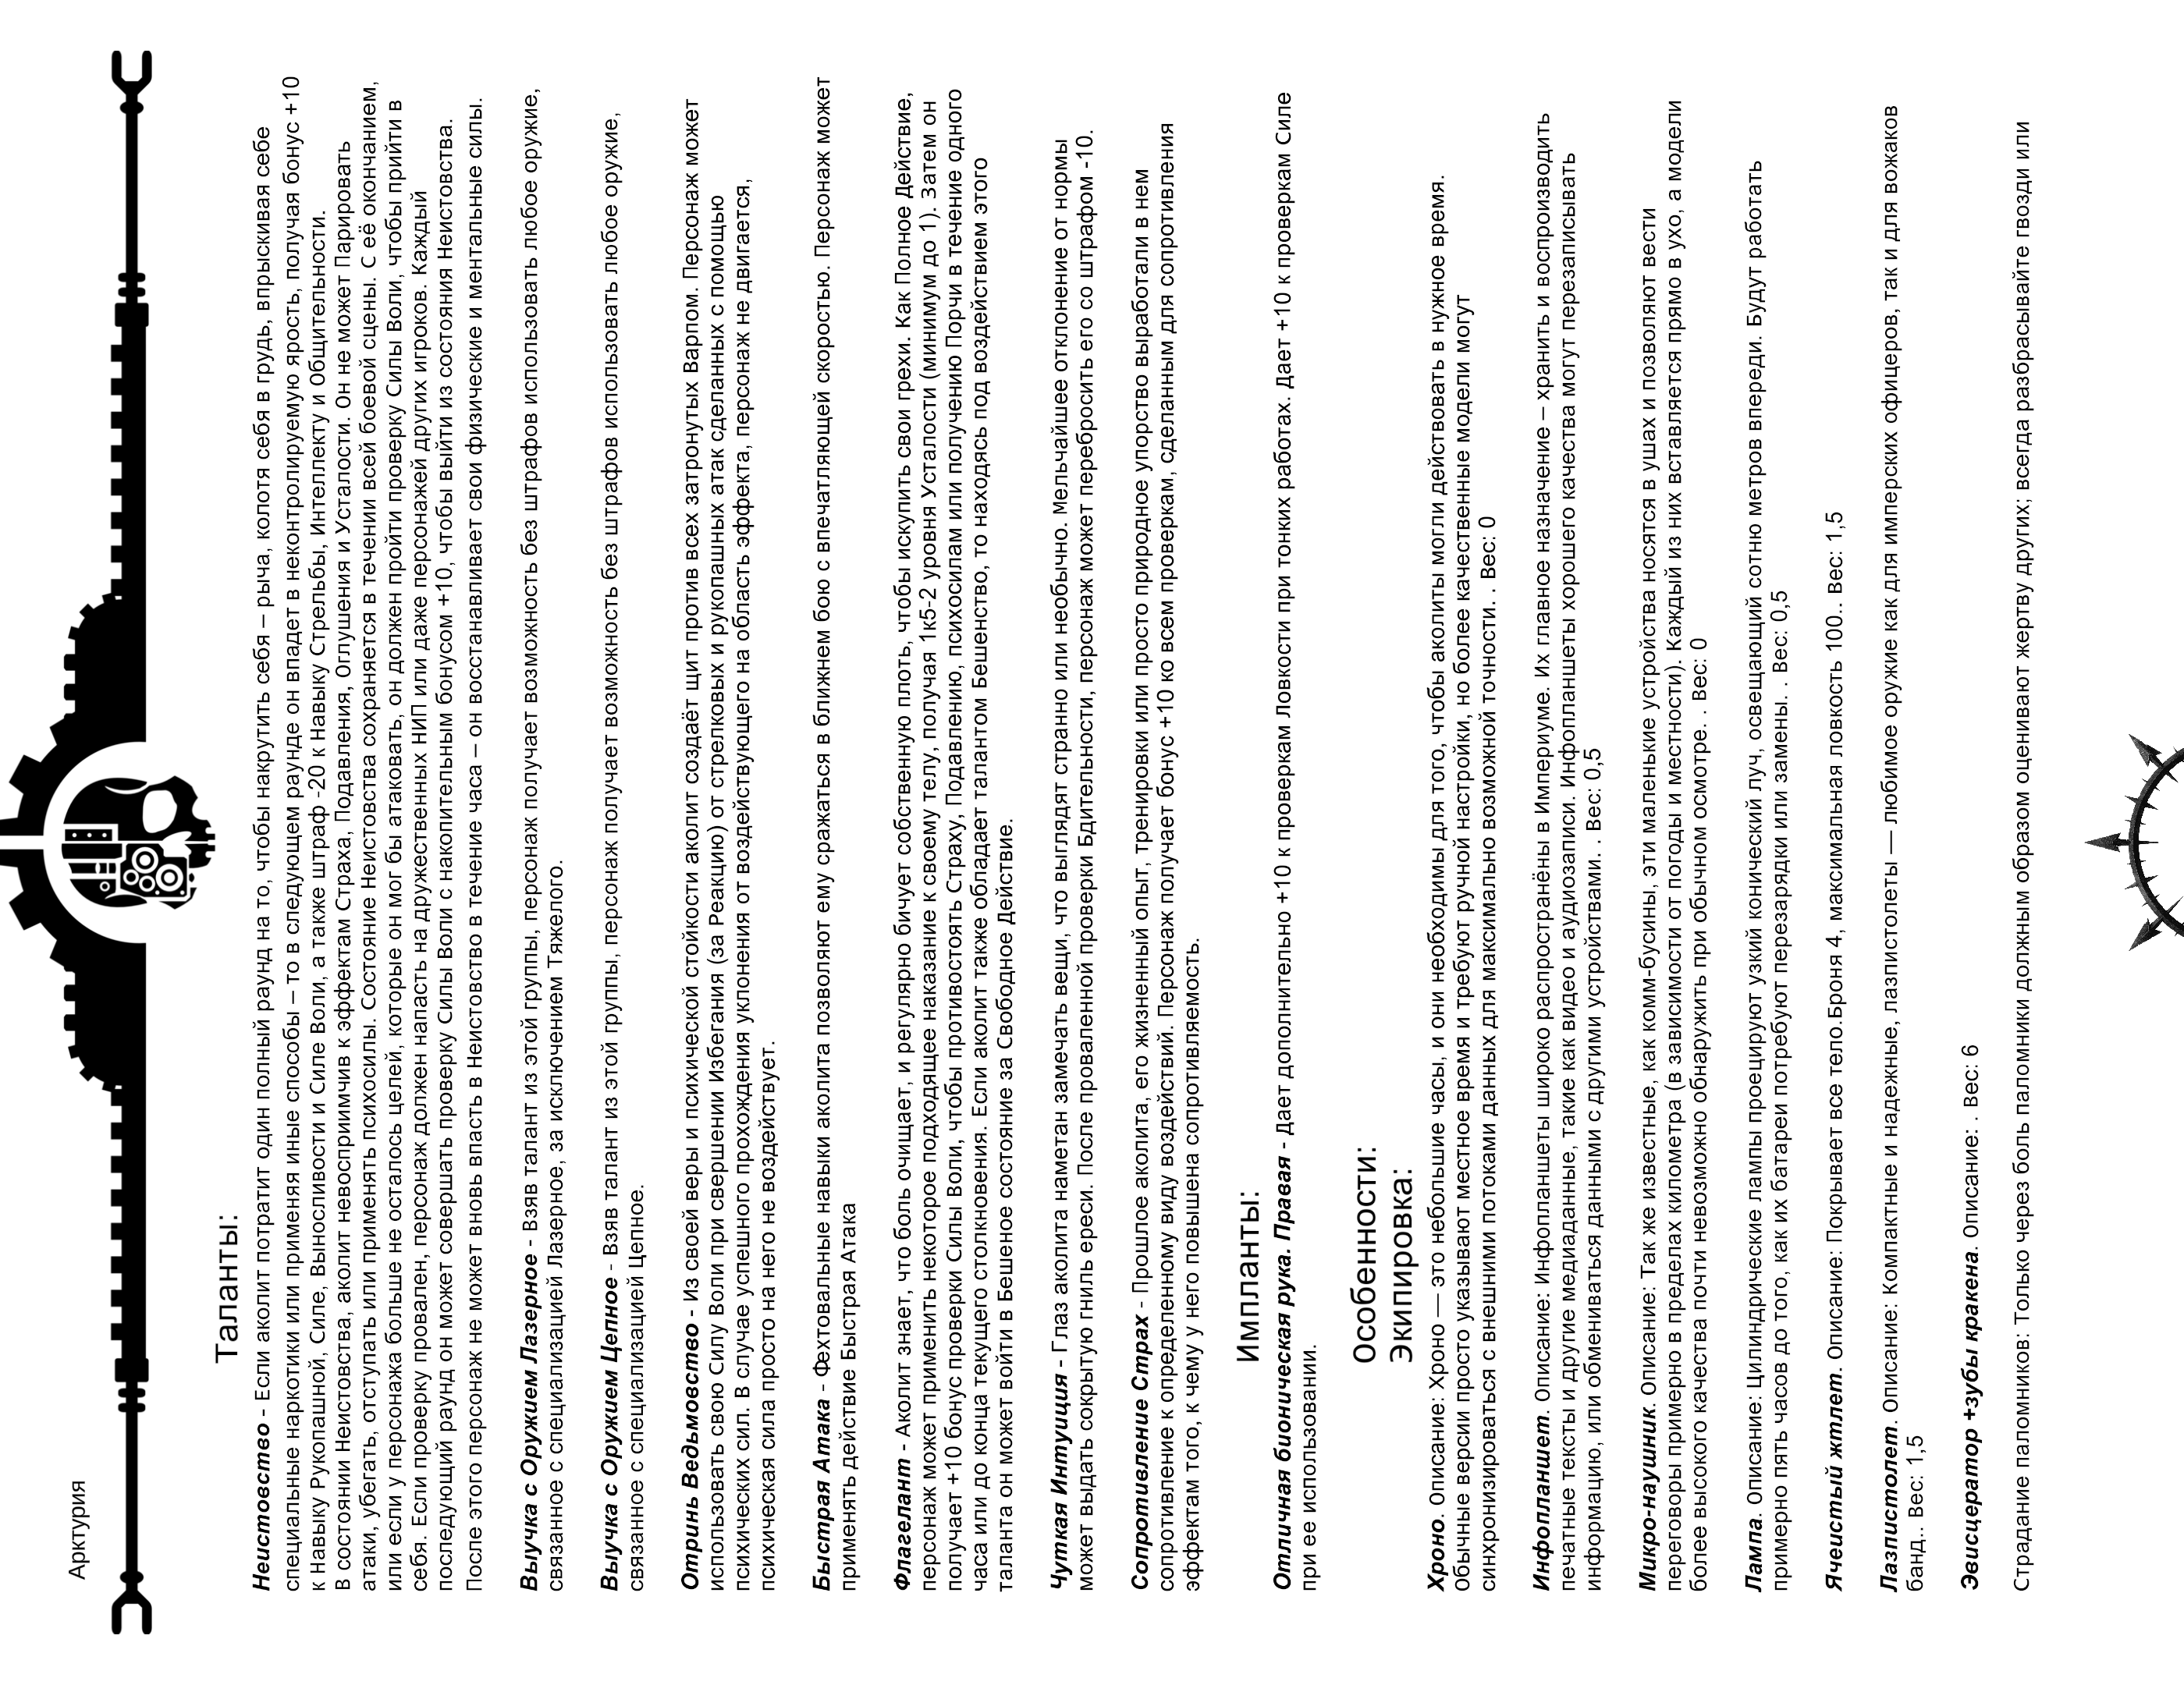 Арктурия
Таланты:
Неистовство - Если аколит потратит один полный раунд на то, чтобы накрутить себя – рыча, колотя себя в грудь, впрыскивая себе
специальные наркотики или применяя иные способы – то в следующем раунде он впадет в неконтролируемую ярость, получая бонус +10
к Навыку Рукопашной, Силе, Выносливости и Силе Воли, а также штраф -20 к Навыку Стрельбы, Интеллекту и Общительности.
В состоянии Неистовства, аколит невосприимчив к эффектам Страха, Подавления, Оглушения и Усталости. Он не может Парировать
атаки, убегать, отступать или применять психосилы. Состояние Неистовства сохраняется в течении всей боевой сцены. С её окончанием,
или если у персонажа больше не осталось целей, которые он мог бы атаковать, он должен пройти проверку Силы Воли, чтобы прийти в
себя. Если проверку провален, персонаж должен напасть на дружественных НИП или даже персонажей других игроков. Каждый
последующий раунд он может совершать проверку Силы Воли с накопительным бонусом +10, чтобы выйти из состояния Неистовства.
После этого персонаж не может вновь впасть в Неистовство в течение часа – он восстанавливает свои физические и ментальные силы.
Выучка с Оружием Лазерное - Взяв талант из этой группы, персонаж получает возможность без штрафов использовать любое оружие,
связанное с специализацией Лазерное, за исключением Тяжелого.
Выучка с Оружием Цепное - Взяв талант из этой группы, персонаж получает возможность без штрафов использовать любое оружие,
связанное с специализацией Цепное.
Отринь Ведьмовство - Из своей веры и психической стойкости аколит создаёт щит против всех затронутых Варпом. Персонаж может
использовать свою Силу Воли при свершении Избегания (за Реакцию) от стрелковых и рукопашных атак сделанных с помощью
психических сил. В случае успешного прохождения уклонения от воздействующего на область эффекта, персонаж не двигается,
психическая сила просто на него не воздействует.
Быстрая Атака - Фехтовальные навыки аколита позволяют ему сражаться в ближнем бою с впечатляющей скоростью. Персонаж может
применять действие Быстрая Атака
Флагеллант - Аколит знает, что боль очищает, и регулярно бичует собственную плоть, чтобы искупить свои грехи. Как Полное Действие,
персонаж может применить некоторое подходящее наказание к своему телу, получая 1к5-2 уровня Усталости (минимум до 1). Затем он
получает +10 бонус проверки Силы Воли, чтобы противостоять Страху, Подавлению, психосилам или получению Порчи в течение одного
часа или до конца текущего столкновения. Если аколит также обладает талантом Бешенство, то находясь под воздействием этого
таланта он может войти в Бешеное состояние за Свободное Действие.
Чуткая Интуиция - Глаз аколита наметан замечать вещи, что выглядят странно или необычно. Мельчайшее отклонение от нормы
может выдать сокрытую гниль ереси. После проваленной проверки Бдительности, персонаж может перебросить его со штрафом -10.
Сопротивление Страх - Прошлое аколита, его жизненный опыт, тренировки или просто природное упорство выработали в нем
сопротивление к определенному виду воздействий. Персонаж получает бонус +10 ко всем проверкам, сделанным для сопротивления
эффектам того, к чему у него повышена сопротивляемость.
Импланты:
Отличная бионическая рука. Правая - Дает дополнительно +10 к проверкам Ловкости при тонких работах. Дает +10 к проверкам Силе
при ее использовании.
Особенности:
Экипировка:
Хроно. Описание: Хроно — это небольшие часы, и они необходимы для того, чтобы аколиты могли действовать в нужное время.
Обычные версии просто указывают местное время и требуют ручной настройки, но более качественные модели могут
синхронизироваться с внешними потоками данных для максимально возможной точности. . Вес: 0
Инфопланшет. Описание: Инфопланшеты широко распространёны в Империуме. Их главное назначение – хранить и воспроизводить
печатные тексты и другие медиаданные, такие как видео и аудиозаписи. Инфопланшеты хорошего качества могут перезаписывать
информацию, или обмениваться данными с другими устройствами. . Вес: 0,5
Микро-наушник. Описание: Так же известные, как комм-бусины, эти маленькие устройства носятся в ушах и позволяют вести
переговоры примерно в пределах километра (в зависимости от погоды и местности). Каждый из них вставляется прямо в ухо, а модели
более высокого качества почти невозможно обнаружить при обычном осмотре. . Вес: 0
Лампа. Описание: Цилиндрические лампы проецируют узкий конический луч, освещающий сотню метров впереди. Будут работать
примерно пять часов до того, как их батареи потребуют перезарядки или замены. . Вес: 0,5
Ячеистый жтлет. Описание: Покрывает все тело.Броня 4, максимальная ловкость 100.. Вес: 1,5
Лазпистолет. Описание: Компактные и надежные, лазпистолеты — любимое оружие как для имперских офицеров, так и для вожаков
банд.. Вес: 1,5
Эвисцератор +зубы кракена. Описание: . Вес: 6
Страдание паломников: Только через боль паломники должным образом оценивают жертву других; всегда разбрасывайте гвозди или